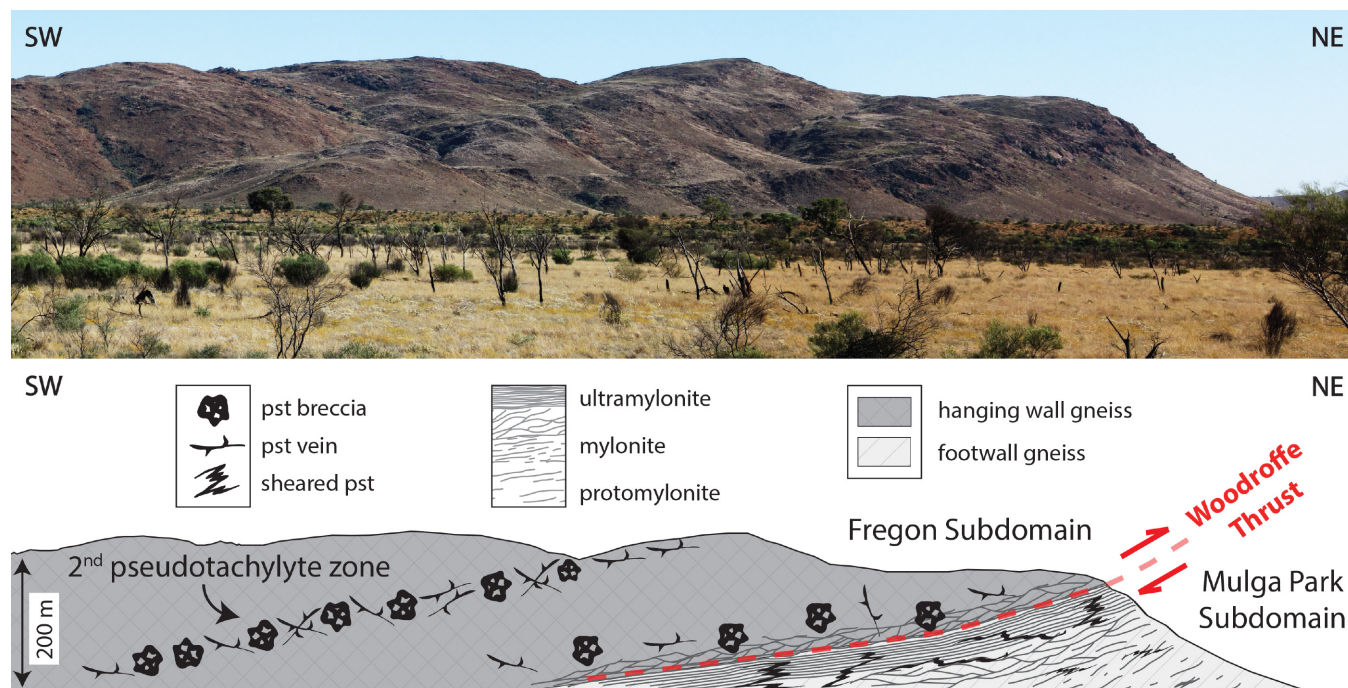 SW
NE
SW
NE
pst breccia
pst vein
sheared pst
ultramylonite
mylonite
protomylonite
hanging wall gneiss
footwall gneiss
Woodroffe
Thrust
Fregon Subdomain
Mulga Park
Subdomain
2nd pseudotachylyte zone
200 m